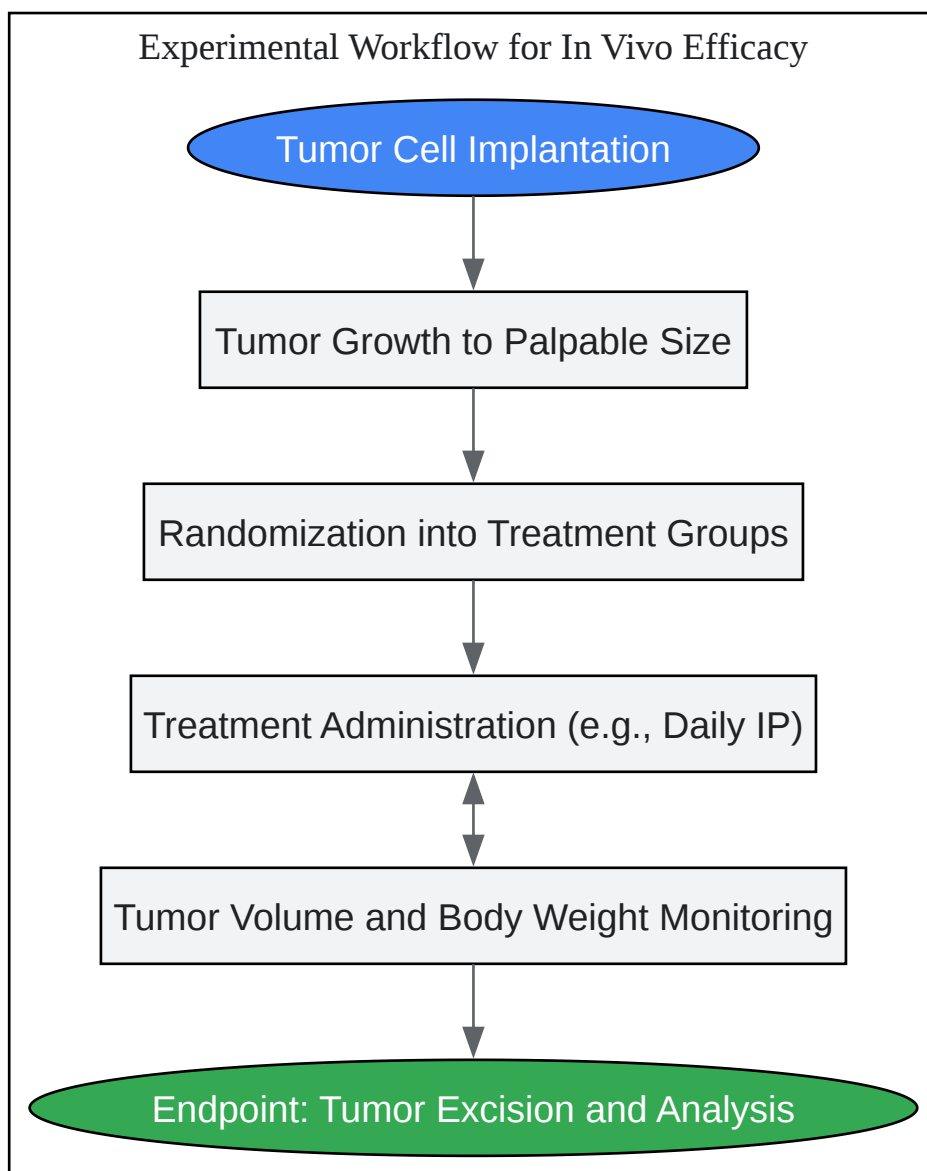 Experimental Workflow for In Vivo Efficacy
Tumor Cell Implantation
Tumor Growth to Palpable Size
Randomization into Treatment Groups
Treatment Administration (e.g., Daily IP)
Tumor Volume and Body Weight Monitoring
Endpoint: Tumor Excision and Analysis